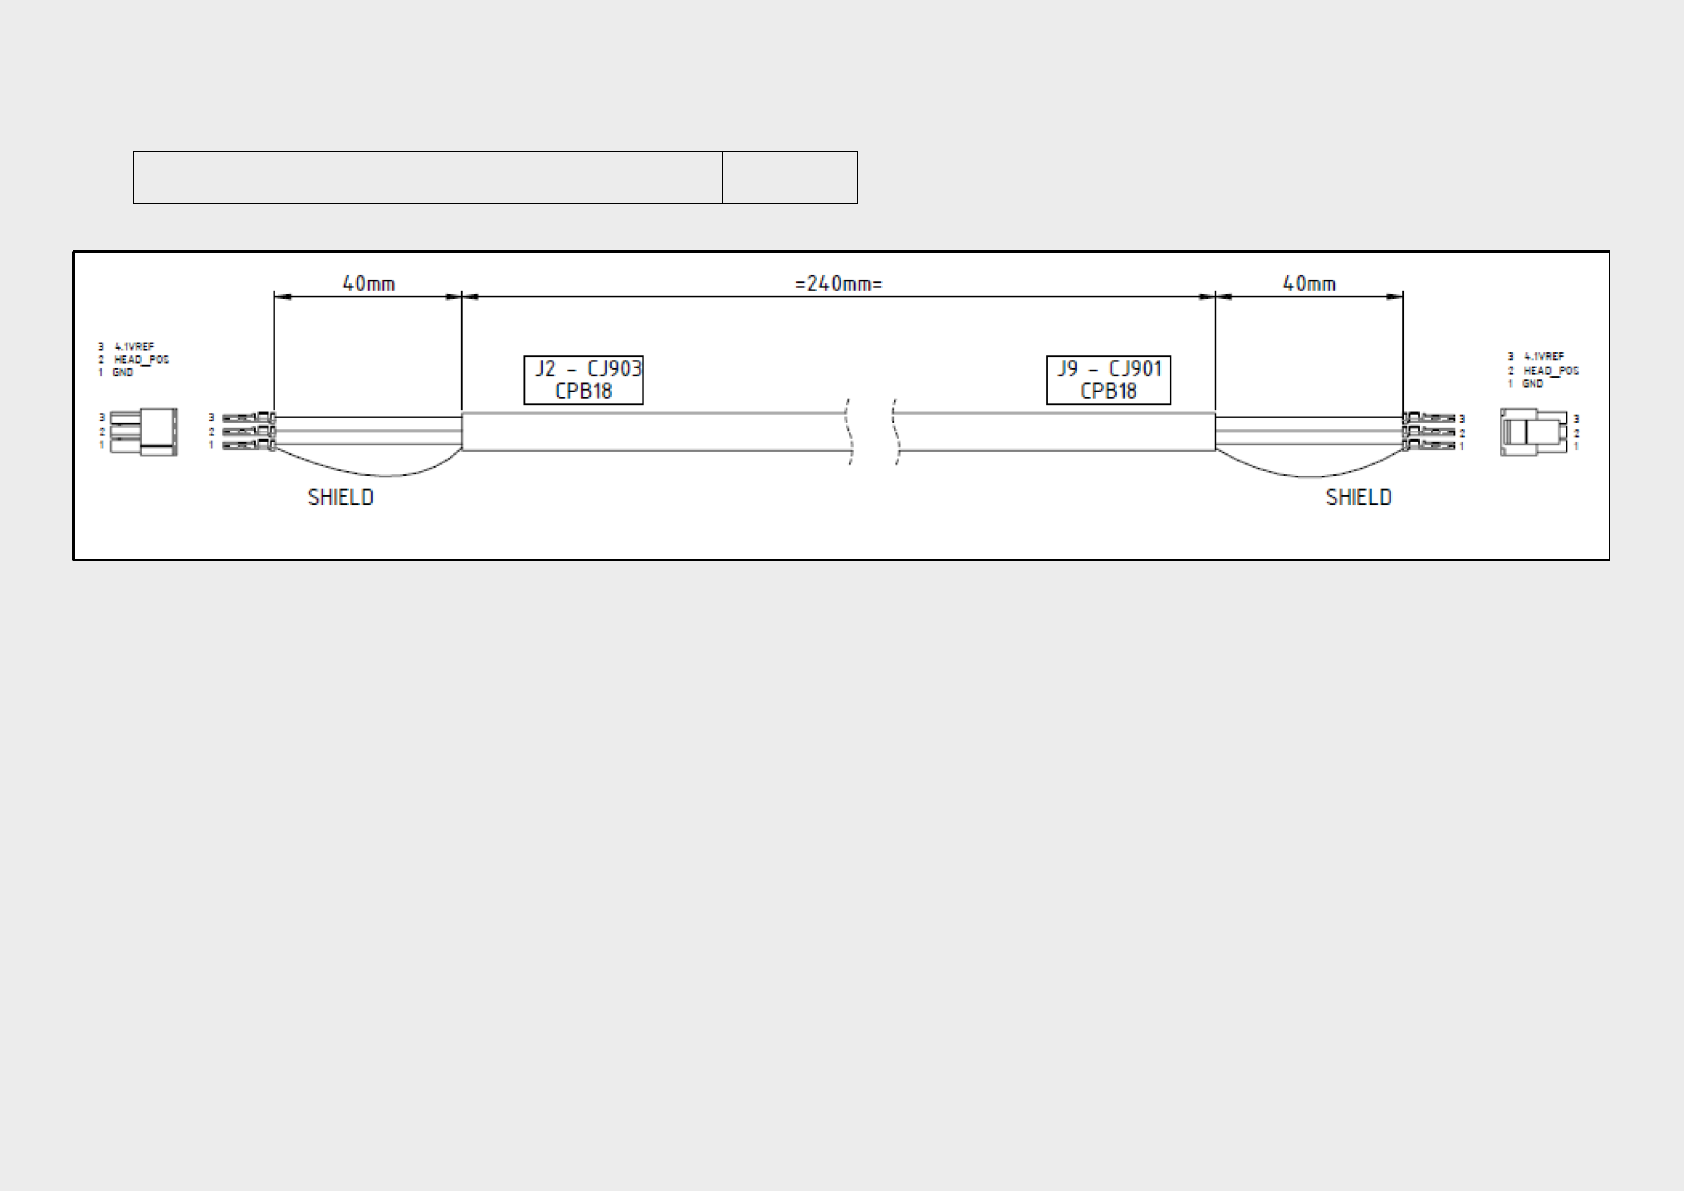 40mm
=240mm=
40mm
3 4.1VREF
2 HEAD_POS
1 GND
J2 - CJ903
CPB18
J9 - CJ901
CPB18
3 4.1VREF
2 HEAD_POS
1 GND
3
2
1
3
2
1
3
2
1
3
2
1
SHIELD
SHIELD